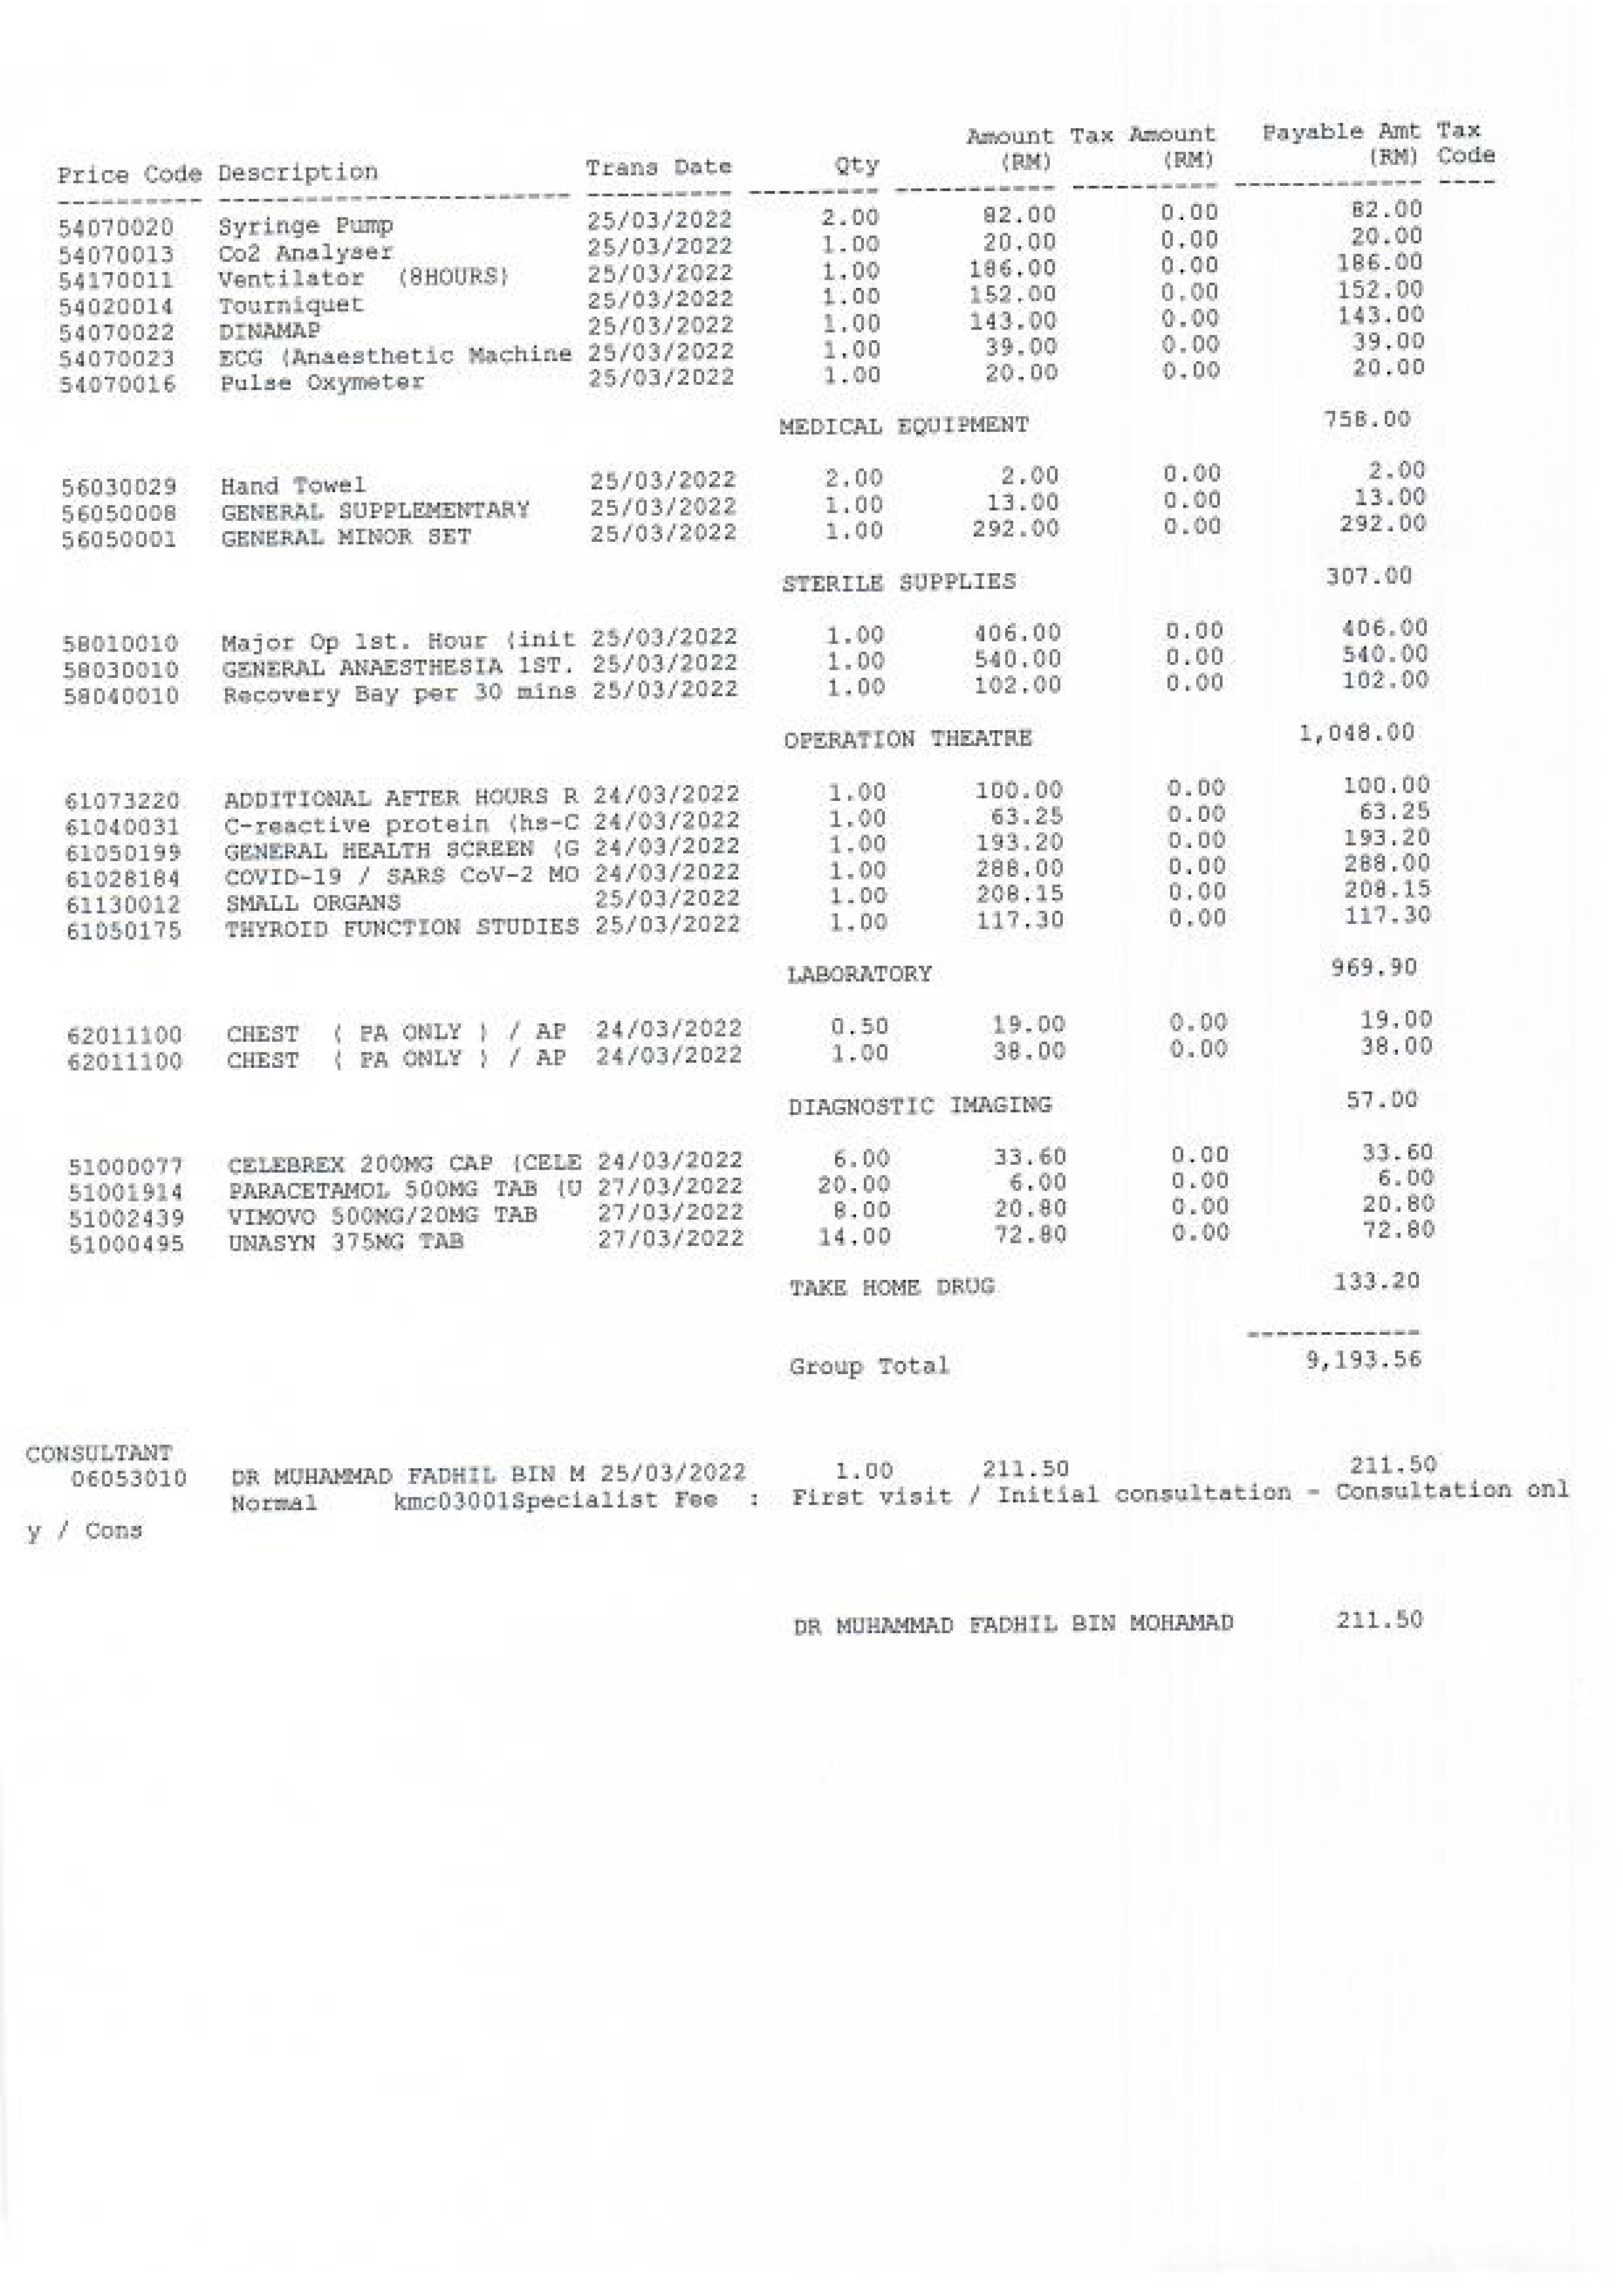 Amount Tax Amount Payable Amt Tax
Price Code Description Trans Date Qty (RM) (RM) (RM) Code
---------- ------------------------ ---------- --------- ----------- ---------- ------------- ----
54070020 Syringe Pump 25/03/2022 2.00 82.00 0.00 82.00
54070013 Co2 Analyser 25/03/2022 1.00 20.00 0.00 20.00
54170011 Ventilator (8HOURS) 25/03/2022 1.00 186.00 0.00 186.00
54020014 Tourniquet 25/03/2022 1.00 152.00 0.00 152.00
54070022 DINAMAP 25/03/2022 1.00 143.00 0.00 143.00
54070023 ECG (Anaesthetic Machine 25/03/2022 1.00 39.00 0.00 39.00
54070016 Pulse Oxymeter 25/03/2022 1.00 20.00 0.00 20.00
MEDICAL EQUIPMENT 758.00
56030029 Hand Towel 25/03/2022 2.00 2.00 0.00 2.00
56050008 GENERAL SUPPLEMENTARY 25/03/2022 1.00 13.00 0.00 13.00
56050001 GENERAL MINOR SET 25/03/2022 1.00 292.00 0.00 292.00
STERILE SUPPLIES 307.00
58010010 Major Op 1st. Hour (init 25/03/2022 1.00 406.00 0.00 406.00
58030010 GENERAL ANAESTHESIA 1ST. 25/03/2022 1.00 540.00 0.00 540.00
58040010 Recovery Bay per 30 mins 25/03/2022 1.00 102.00 0.00 102.00
OPERATION THEATRE 1,048.00
61073220 ADDITIONAL AFTER HOURS R 24/03/2022 1.00 100.00 0.00 100.00
61040031 C-reactive protein (hs-C 24/03/2022 1.00 63.25 0.00 63.25
61050199 GENERAL HEALTH SCREEN (G 24/03/2022 1.00 193.20 0.00 193.20
61028184 COVID-19 / SARS CoV-2 MO 24/03/2022 1.00 288.00 0.00 288.00
61130012 SMALL ORGANS 25/03/2022 1.00 208.15 0.00 208.15
61050175 THYROID FUNCTION STUDIES 25/03/2022 1.00 117.30 0.00 117.30
LABORATORY 969.90
62011100 CHEST ( PA ONLY ) / AP 24/03/2022 0.50 19.00 0.00 19.00
62011100 CHEST ( PA ONLY ) / AP 24/03/2022 1.00 38.00 0.00 38.00
DIAGNOSTIC IMAGING 57.00
51000077 CELEBREX 200MG CAP (CELE 24/03/2022 6.00 33.60 0.00 33.60
51001914 PARACETAMOL 500MG TAB (U 27/03/2022 20.00 6.00 0.00 6.00
51002439 VIMOVO 500MG/20MG TAB 27/03/2022 8.00 20.80 0.00 20.80
51000495 UNASYN 375MG TAB 27/03/2022 14.00 72.80 0.00 72.80
TAKE HOME DRUG 133.20
------------
Group Total 9,193.56
CONSULTANT
06053010 DR MUHAMMAD FADHIL BIN M 25/03/2022 1.00 211.50 211.50
Normal kmc03001Specialist Fee : First visit / Initial consultation - Consultation onl
y / Cons
DR MUHAMMAD FADHIL BIN MOHAMAD 211.50